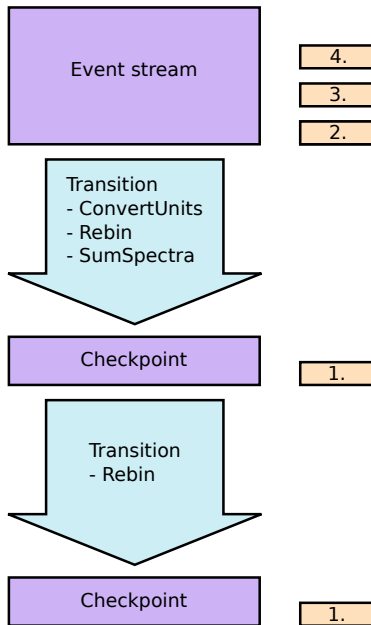 Event stream
4.
3.
2.
Transition
- ConvertUnits
- Rebin
- SumSpectra
Checkpoint
1.
Transition
- Rebin
Checkpoint
1.